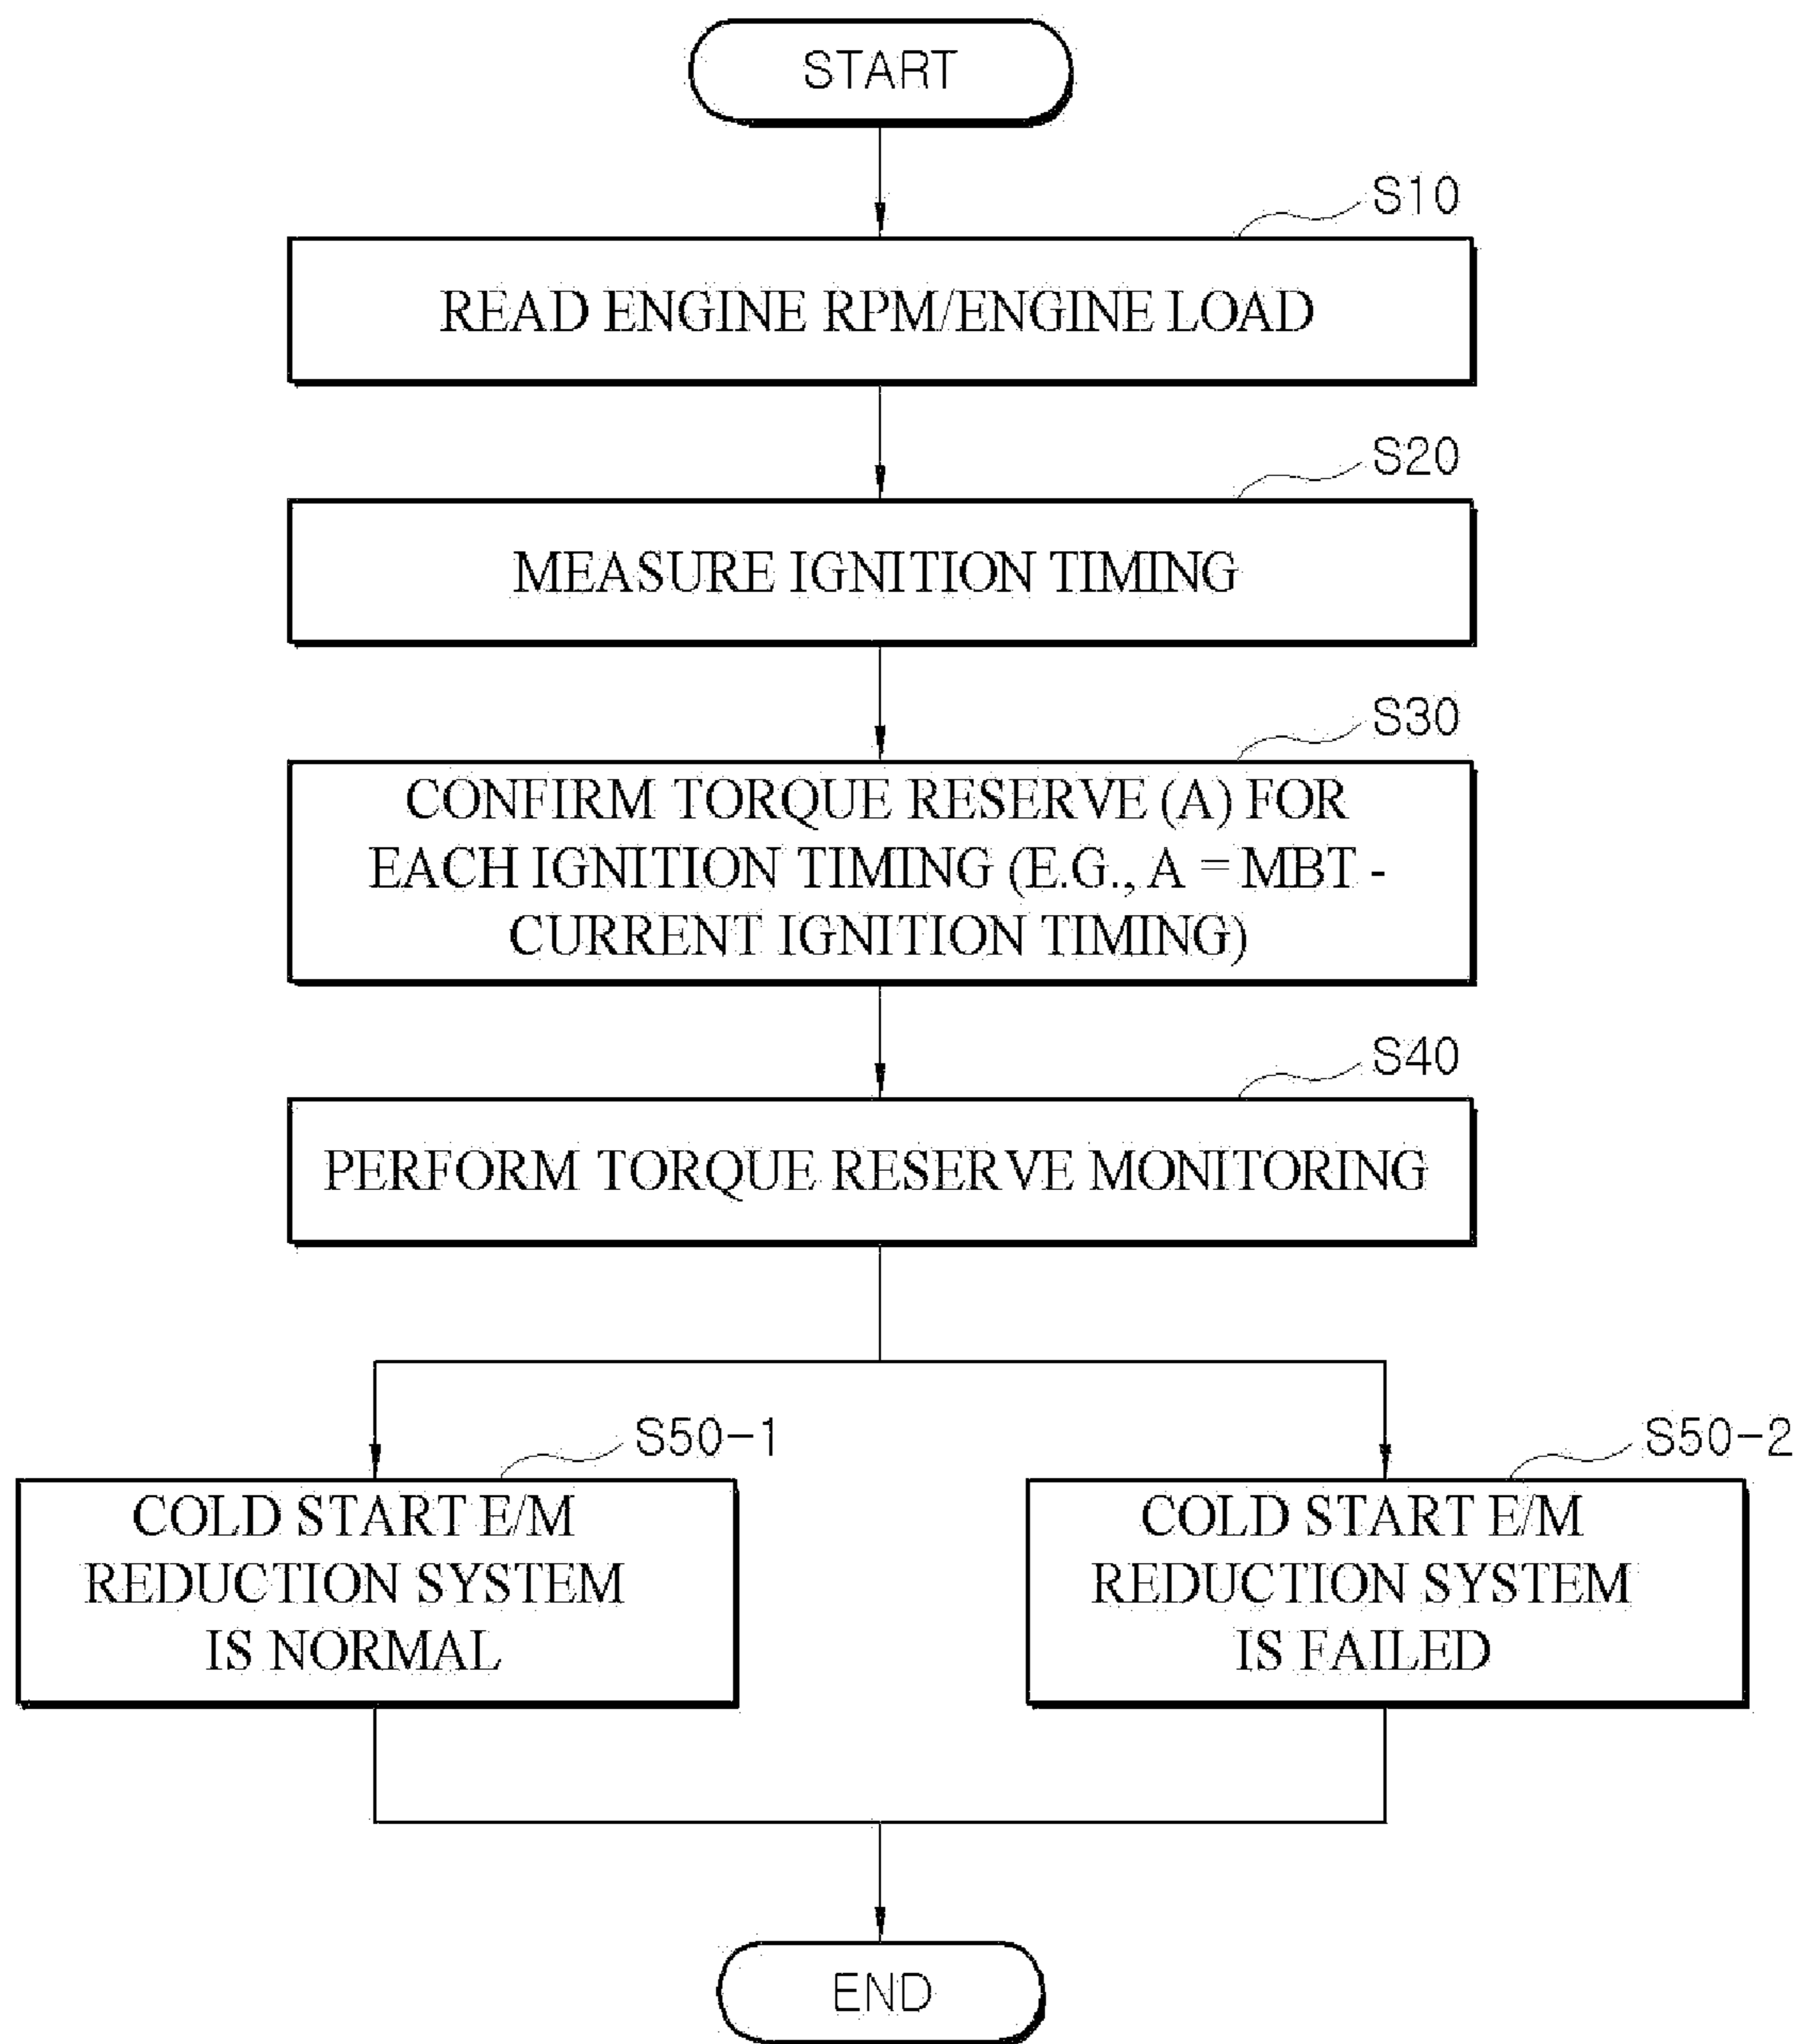 START
S10
READ ENGINE RPM/ENGINE LOAD
S20
MEASURE IGNITION TIMING
S30
CONFIRM TORQUE RESERVE (A) FOR
EACH IGNITION TIMING (E.G., A = MBT -
CURRENT IGNITION TIMING)
S40
PERFORM TORQUE RESERVE MONITORING
S50-1
COLD START E/M
REDUCTION SYSTEM
IS NORMAL
S50-2
COLD START E/M
REDUCTION SYSTEM
IS FAILED
END